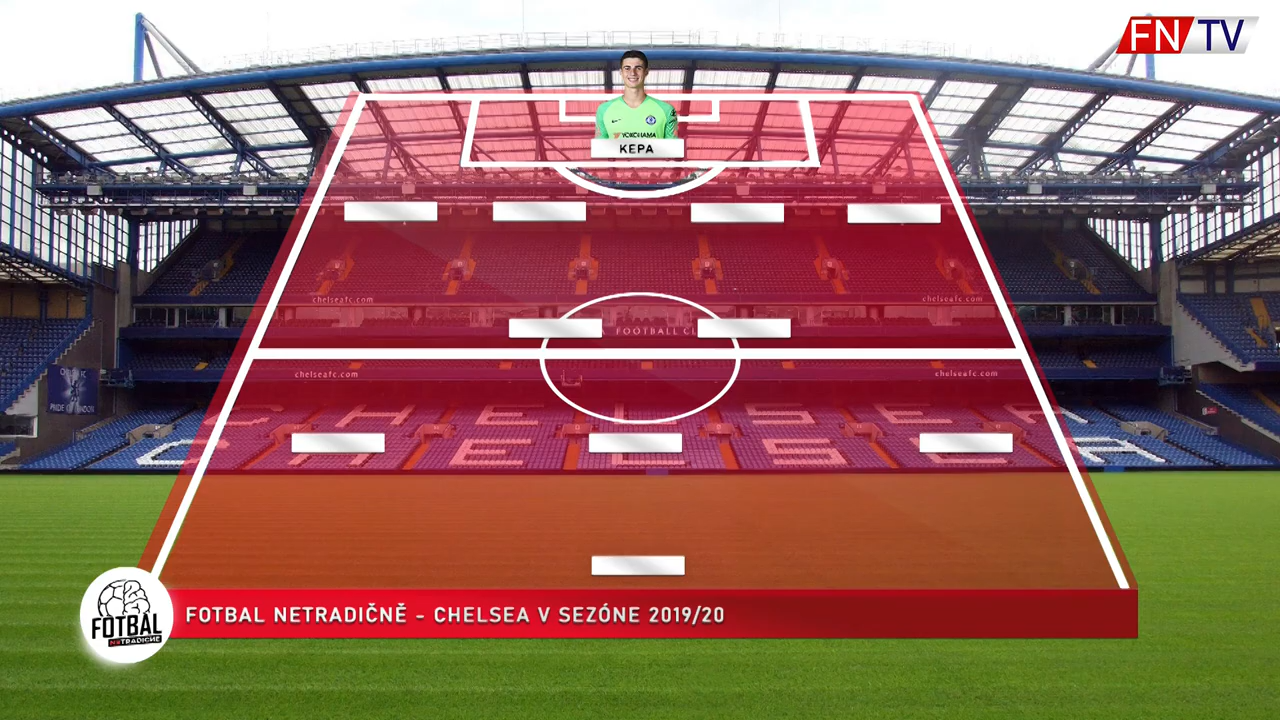 FN TV
YOKOHAMA
KEPA
chelseafc.com
chelseafc.com
FOOTBALL CL
chelseafc.com
chelseafc.com
CHELSEA
CHELSEA
FOTBAL NETRADIČNĚ - CHELSEA V SEZÓNE 2019/20
FOTBAL
NETRADIČNĚ